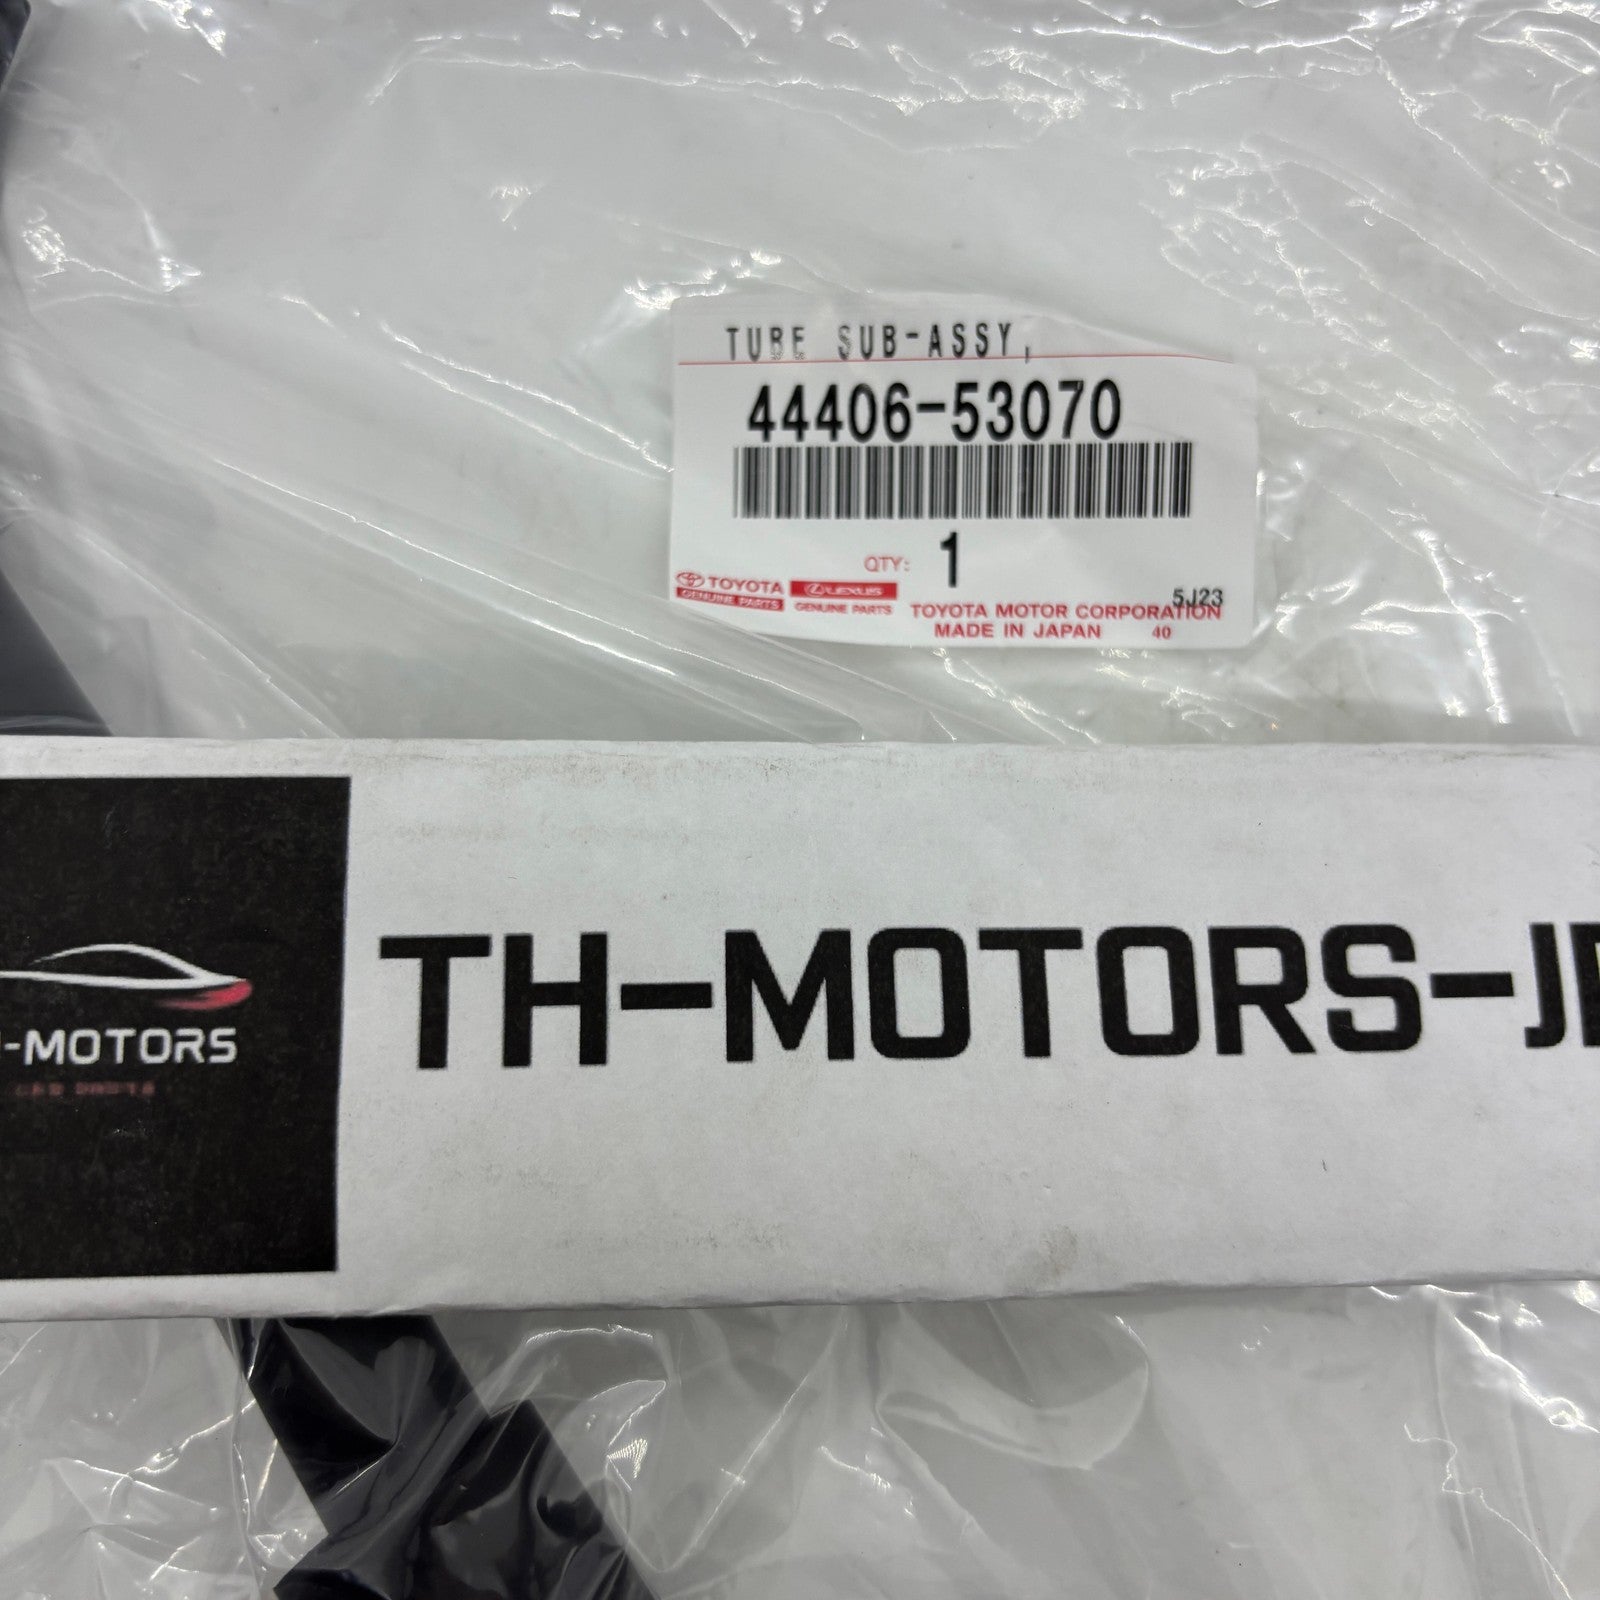 TUBE SUB-ASSY,
44406-53070
QTY: 1
5J23
TOYOTA
GENUINE PARTS
LEXUS
GENUINE PARTS
TOYOTA MOTOR CORPORATION
MADE IN JAPAN 40
TH-MOTORS-J
-MOTORS